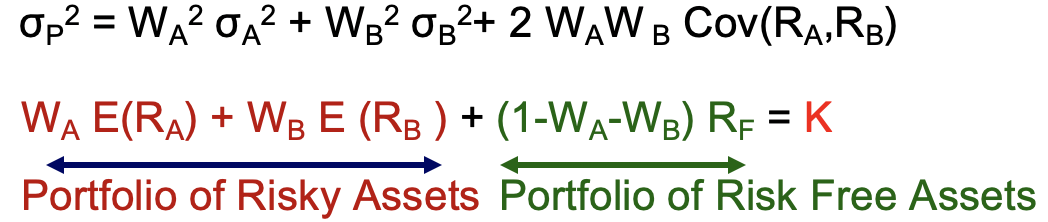 σP² = WA² σA² + WB² σB²+ 2 WAW B Cov(RA,RB)
WA E(RA) + WB E (RB ) + (1-WA-WB) RF = K
Portfolio of Risky Assets Portfolio of Risk Free Assets